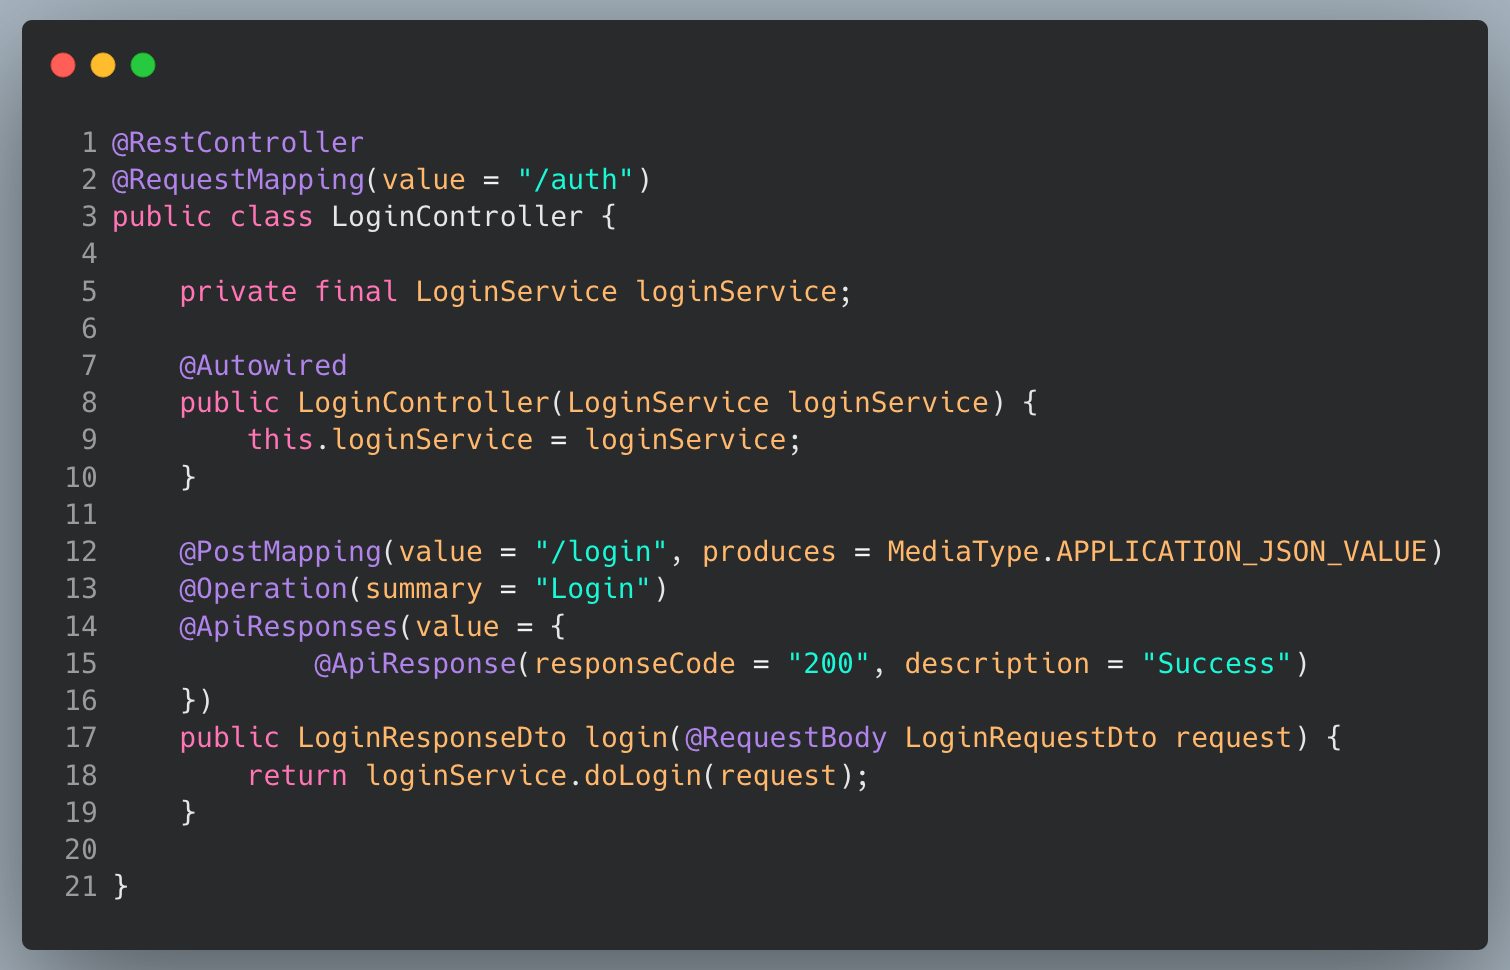 1 @RestController
2 @RequestMapping(value = "/auth")
3 public class LoginController {
4
5     private final LoginService loginService;
6
7     @Autowired
8     public LoginController(LoginService loginService) {
9         this.loginService = loginService;
10     }
11
12     @PostMapping(value = "/login", produces = MediaType.APPLICATION_JSON_VALUE)
13     @Operation(summary = "Login")
14     @ApiResponses(value = {
15             @ApiResponse(responseCode = "200", description = "Success")
16     })
17     public LoginResponseDto login(@RequestBody LoginRequestDto request) {
18         return loginService.doLogin(request);
19     }
20
21 }